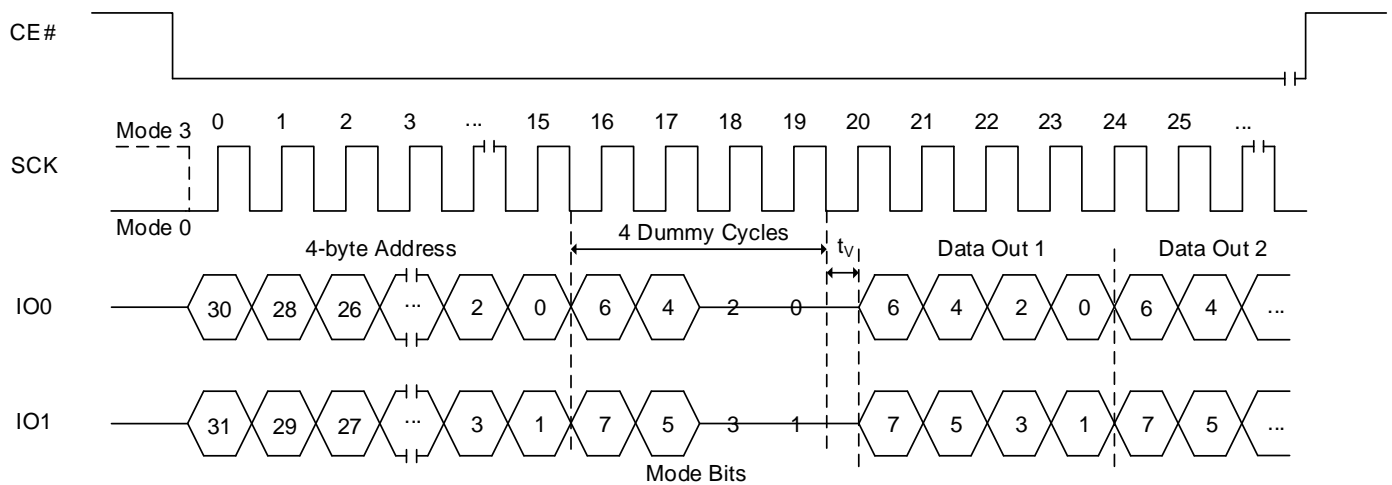 CE#
Mode 3 0 1 2 3 ... 15 16 17 18 19 20 21 22 23 24 25 ...
SCK
Mode 0
4-byte Address 4 Dummy Cycles tV Data Out 1 Data Out 2
IO0 30 28 26 ... 2 0 6 4 2 0 6 4 2 0 6 4 ...
IO1 31 29 27 ... 3 1 7 5 3 1 7 5 3 1 7 5 ...
Mode Bits